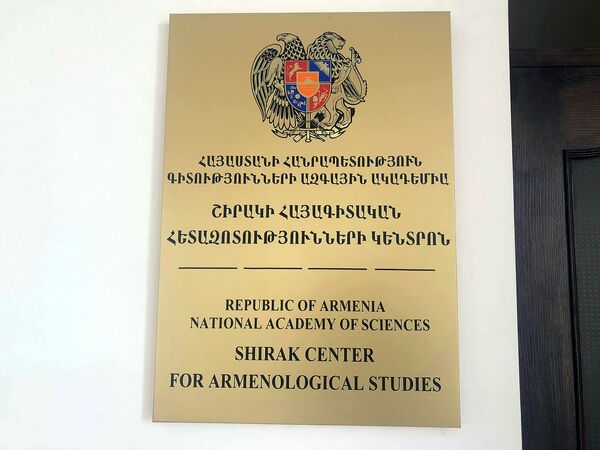 ՀԱՅԱՍՏԱՆԻ ՀԱՆՐԱՊԵՏՈՒԹՅՈՒՆ
ԳԻՏՈՒԹՅՈՒՆՆԵՐԻ ԱԶԳԱՅԻՆ ԱԿԱԴԵՄԻԱ
ՇԻՐԱԿԻ ՀԱՅԱԳԻՏԱԿԱՆ
ՀԵՏԱԶՈՏՈՒԹՅՈՒՆՆԵՐԻ ԿԵՆՏՐՈՆ
REPUBLIC OF ARMENIA
NATIONAL ACADEMY OF SCIENCES
SHIRAK CENTER
FOR ARMENOLOGICAL STUDIES